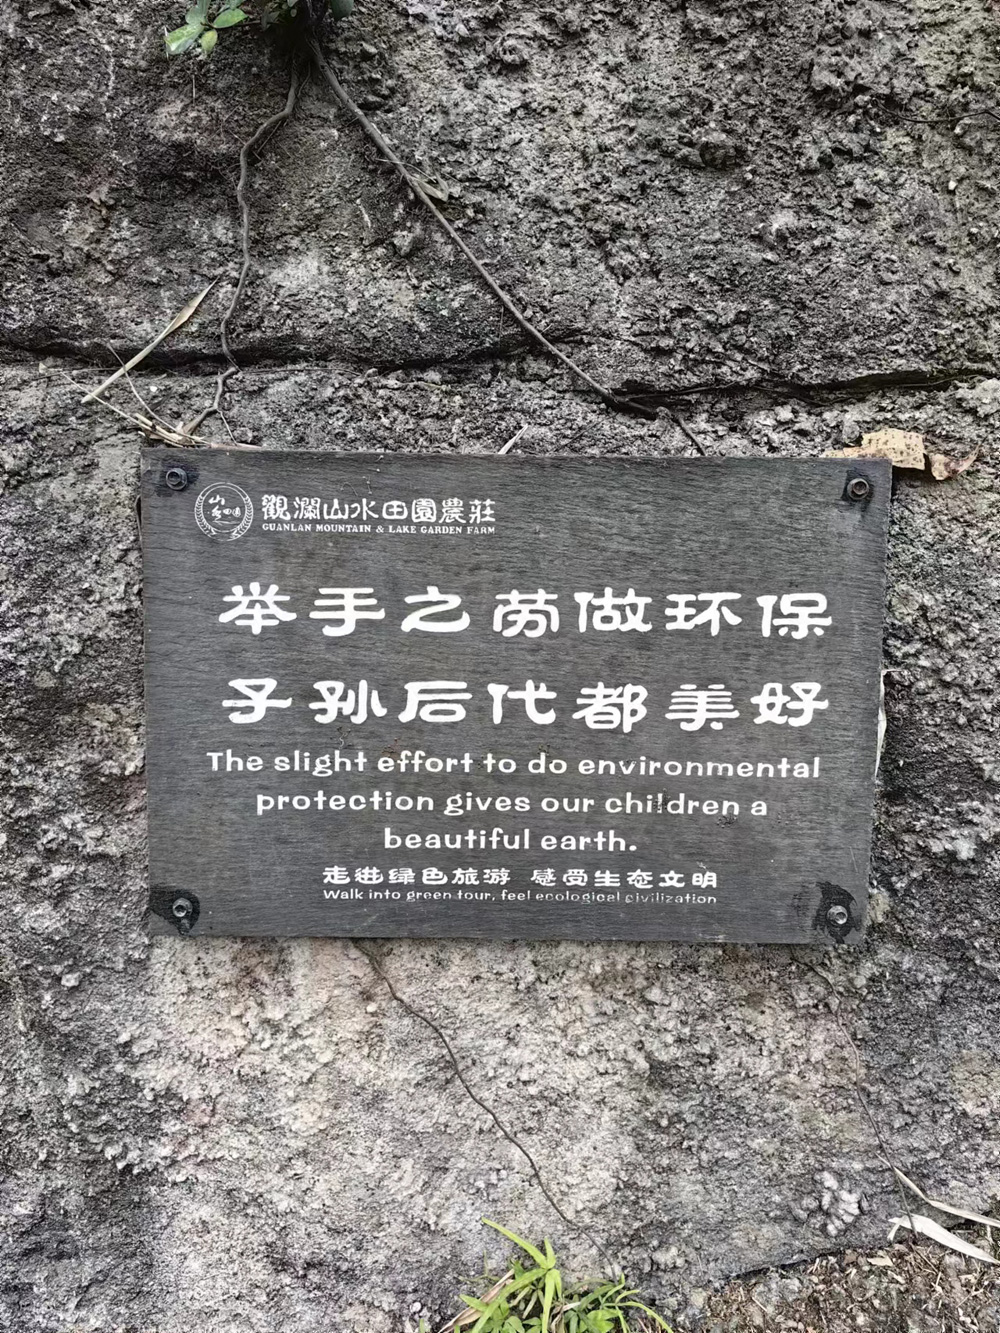 觀瀾山水田園農莊
GUANLAN MOUNTAIN & LAKE GARDEN FARM
举手之劳做环保
子孙后代都美好
The slight effort to do environmental
protection gives our children a
beautiful earth.
走进绿色旅游 感受生态文明
Walk into green tour, feel ecological civilization